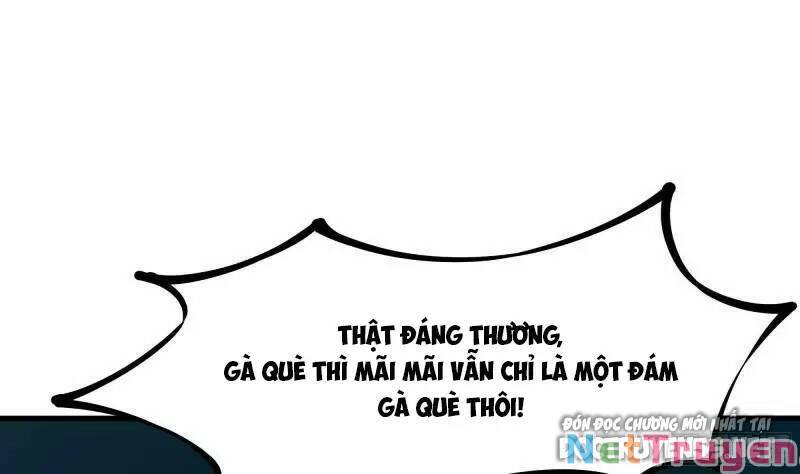 THẬT ĐÁNG THƯƠNG,
GÀ QUÈ THÌ MÃI MÃI VẪN CHỈ LÀ MỘT ĐÁM
GÀ QUÈ THÔI!
ĐÓN ĐỌC CHƯƠNG MỚI NHẤT TẠI
NetTruyen